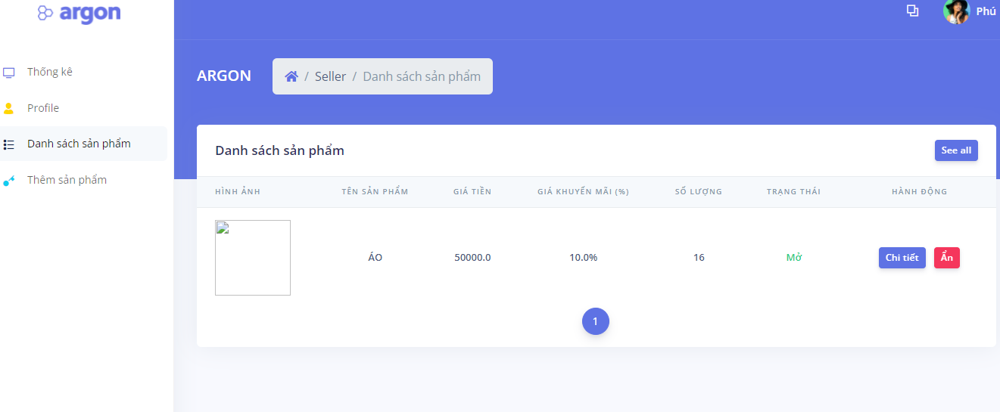 argon
Phú
Thống kê
Profile
Danh sách sản phẩm
Thêm sản phẩm
ARGON
/ Seller / Danh sách sản phẩm
Danh sách sản phẩm
See all
HÌNH ẢNH TÊN SẢN PHẨM GIÁ TIỀN GIÁ KHUYẾN MÃI (%) SỐ LƯỢNG TRẠNG THÁI HÀNH ĐỘNG
ÁO 50000.0 10.0% 16 Mở Chi tiết Ẩn
1